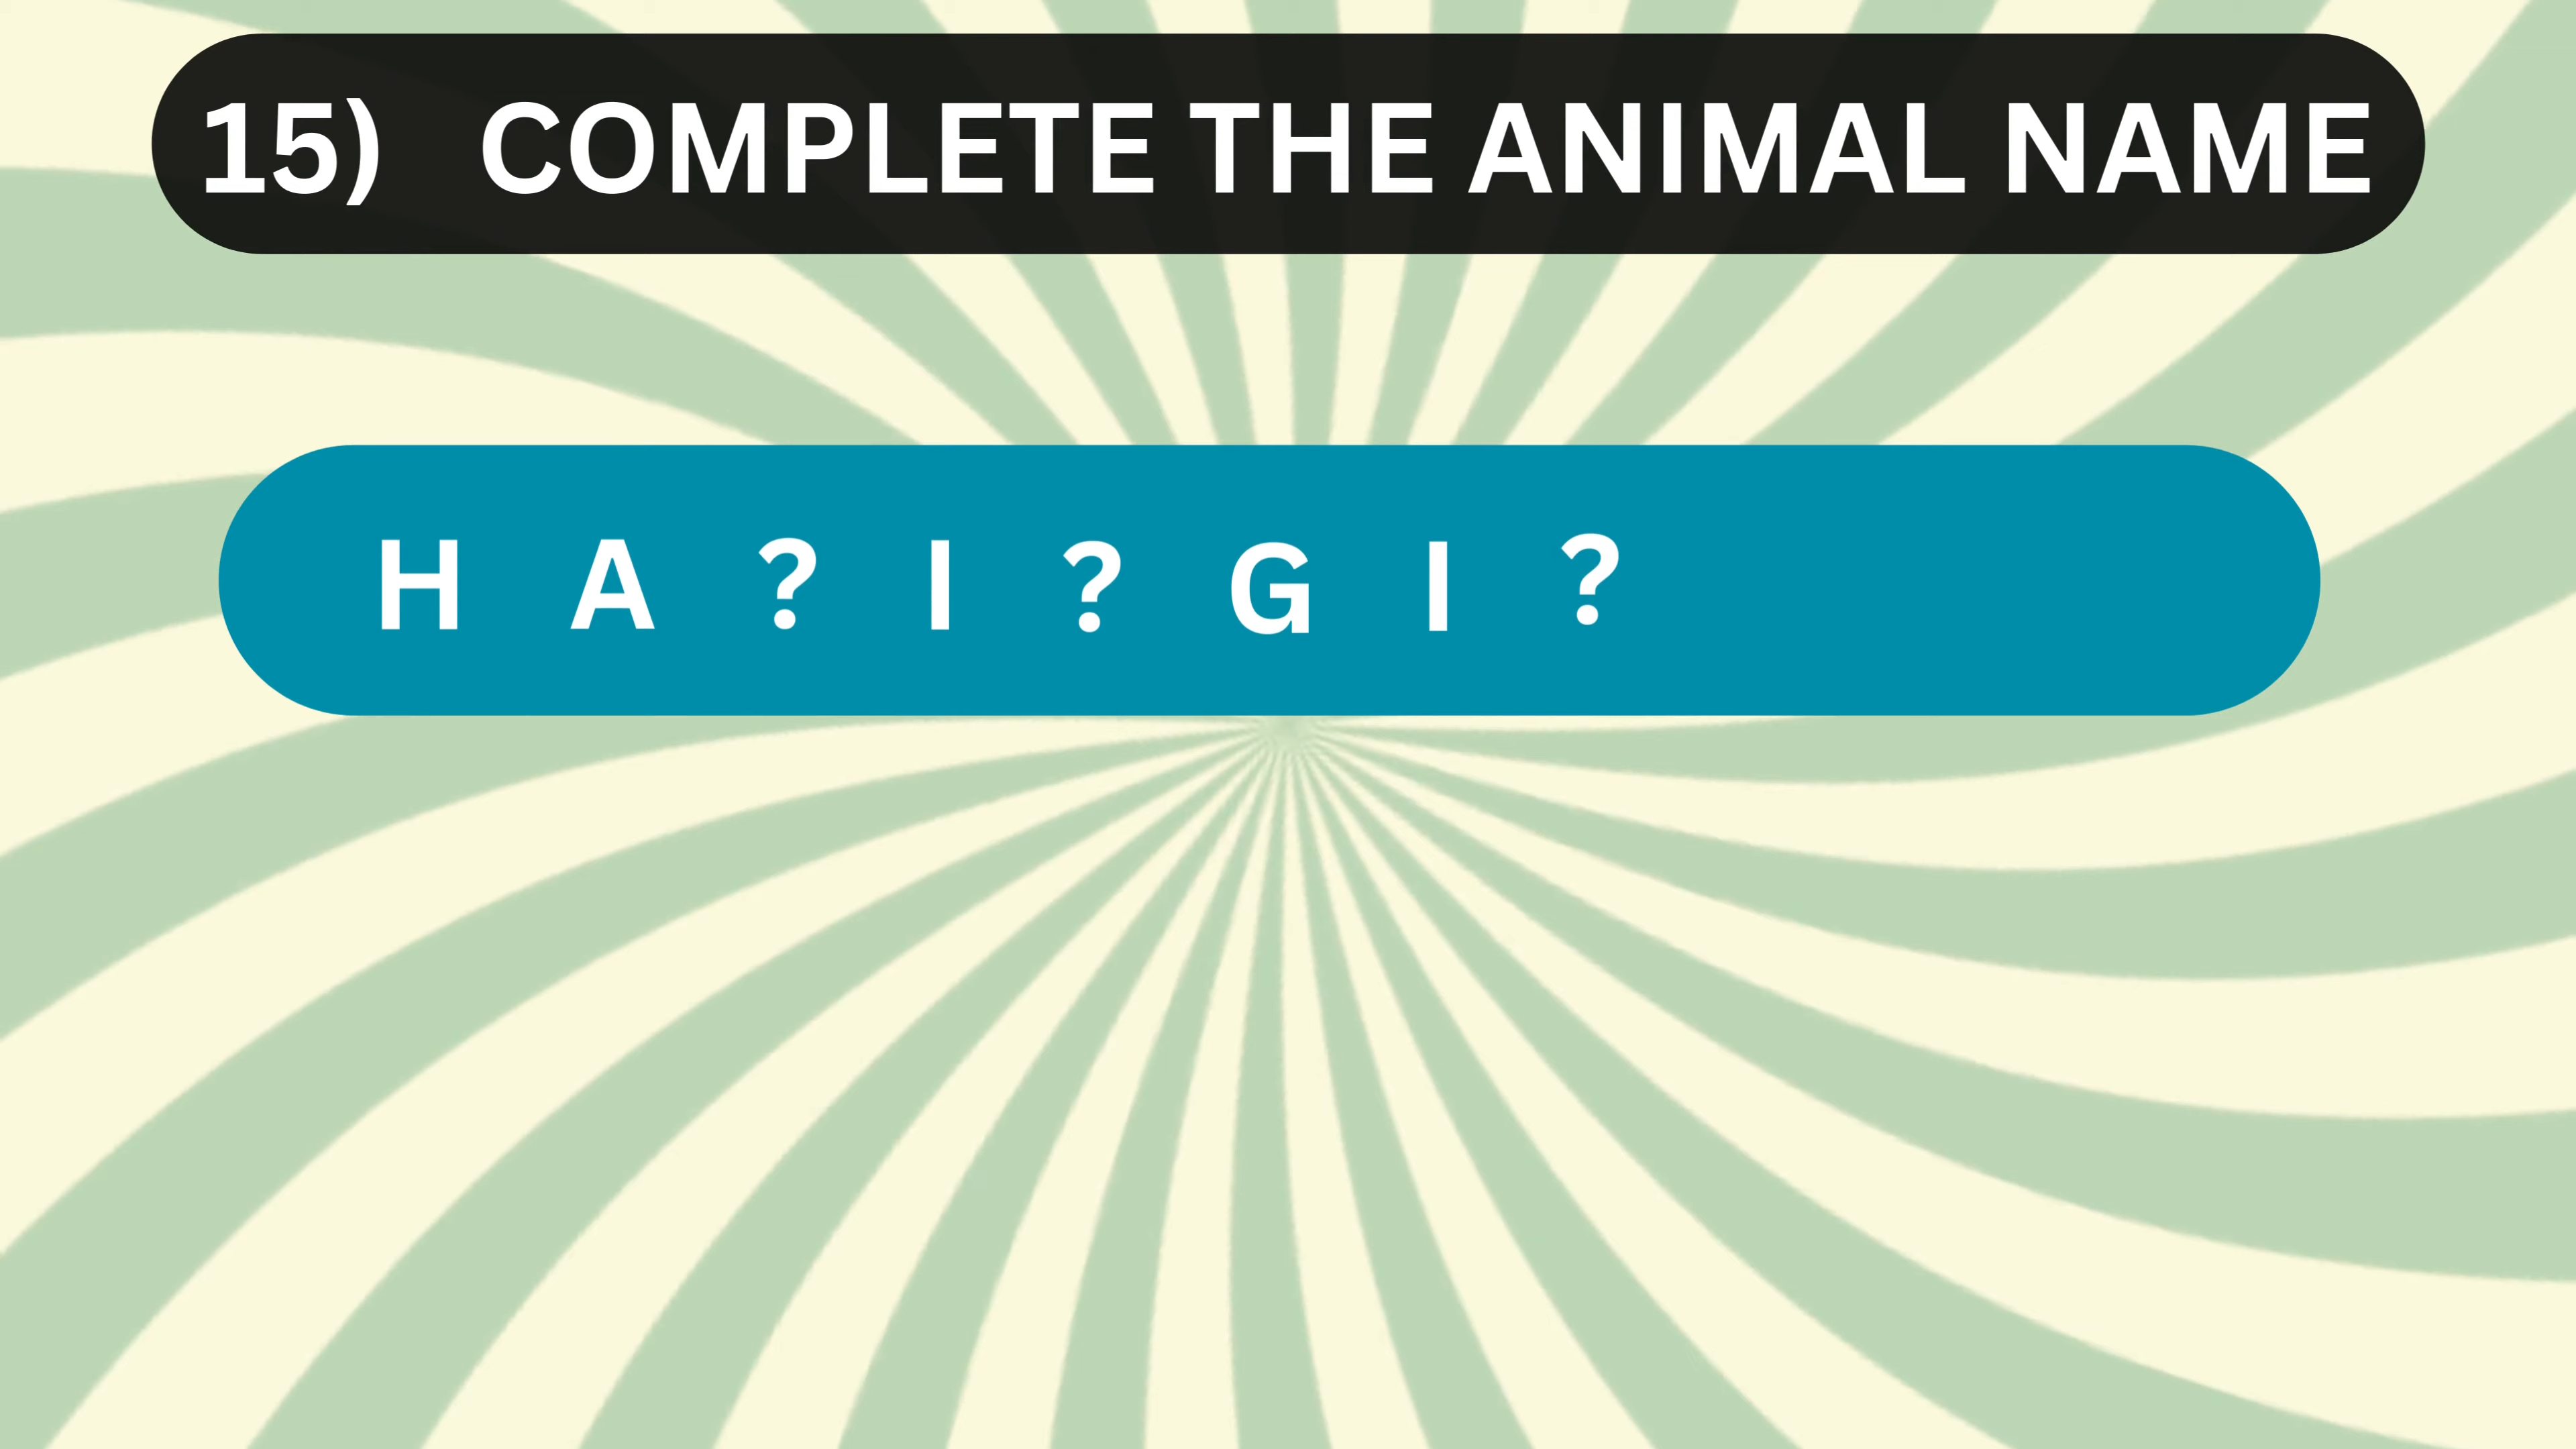 15) COMPLETE THE ANIMAL NAME
H A ? I ? G I ?